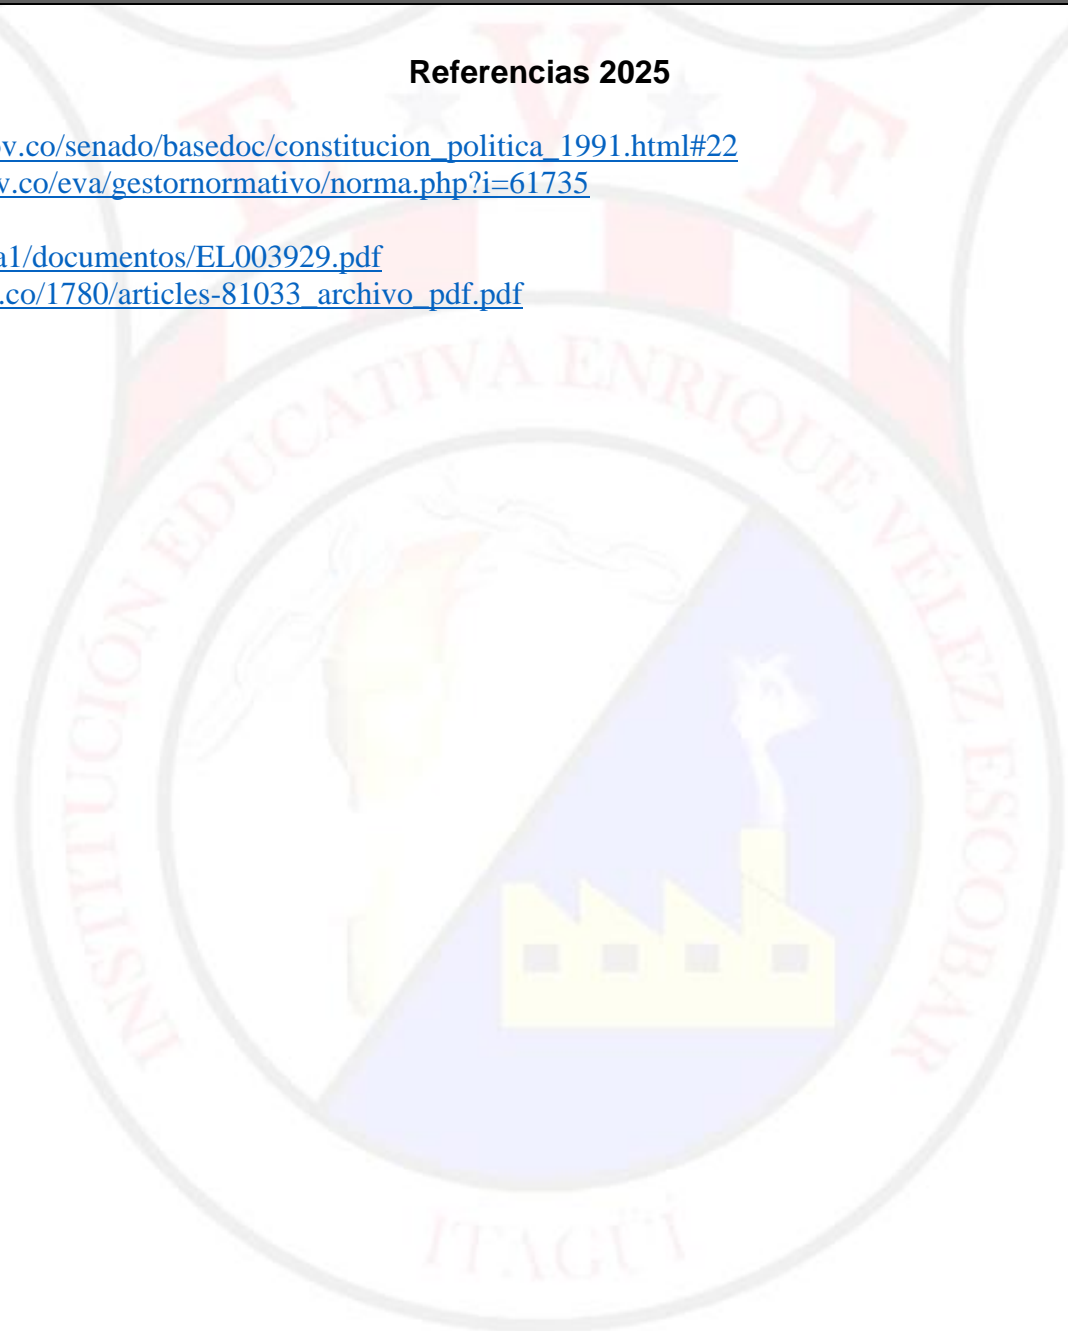 Referencias 2025
ov.co/senado/basedoc/constitucion_politica_1991.html#22
v.co/eva/gestornormativo/norma.php?i=61735
a1/documentos/EL003929.pdf
.co/1780/articles-81033_archivo_pdf.pdf
E V E
INSTITUCIÓN EDUCATIVA ENRIQUE VÉLEZ ESCOBAR
ITAGÜÍ